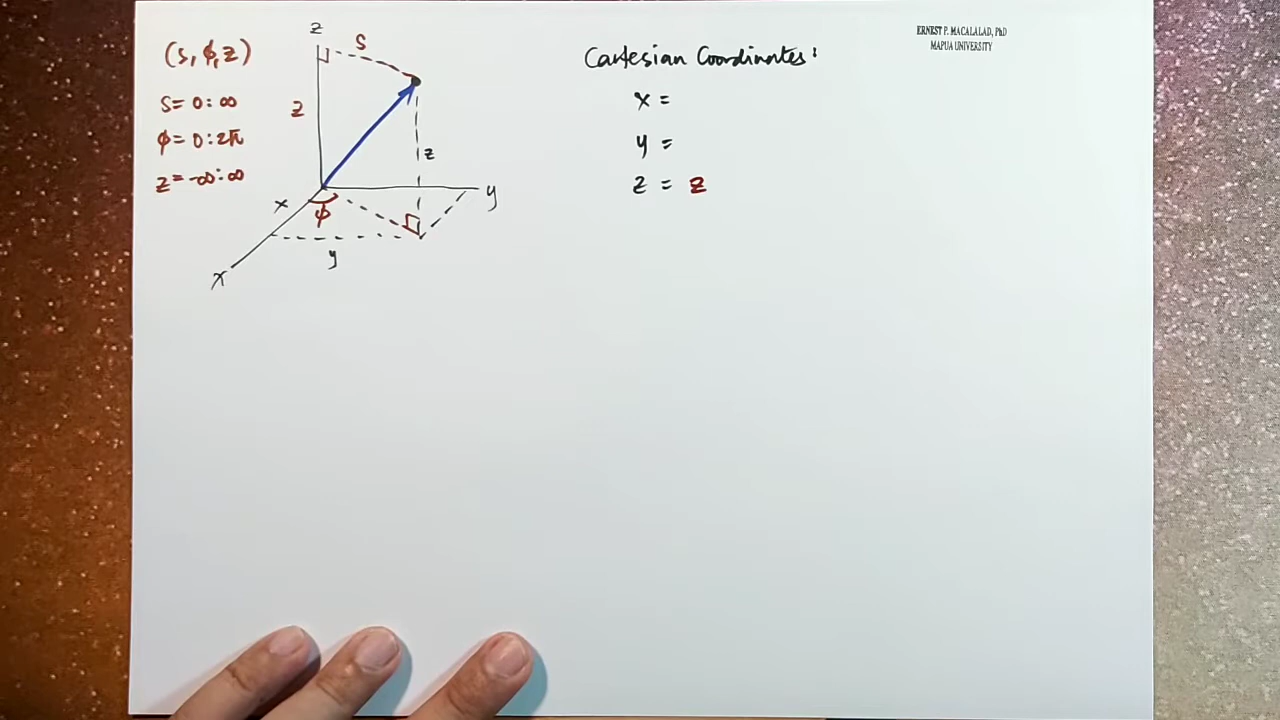 (s, ϕ, z)
s = 0 : ∞
ϕ = 0 : 2π
z = -∞ : ∞
z
s
z
z
y
x
ϕ
y
x
Cartesian Coordinates:
x =
y =
z = z
ERNEST P. MACALALAD, PhD
MAPUA UNIVERSITY